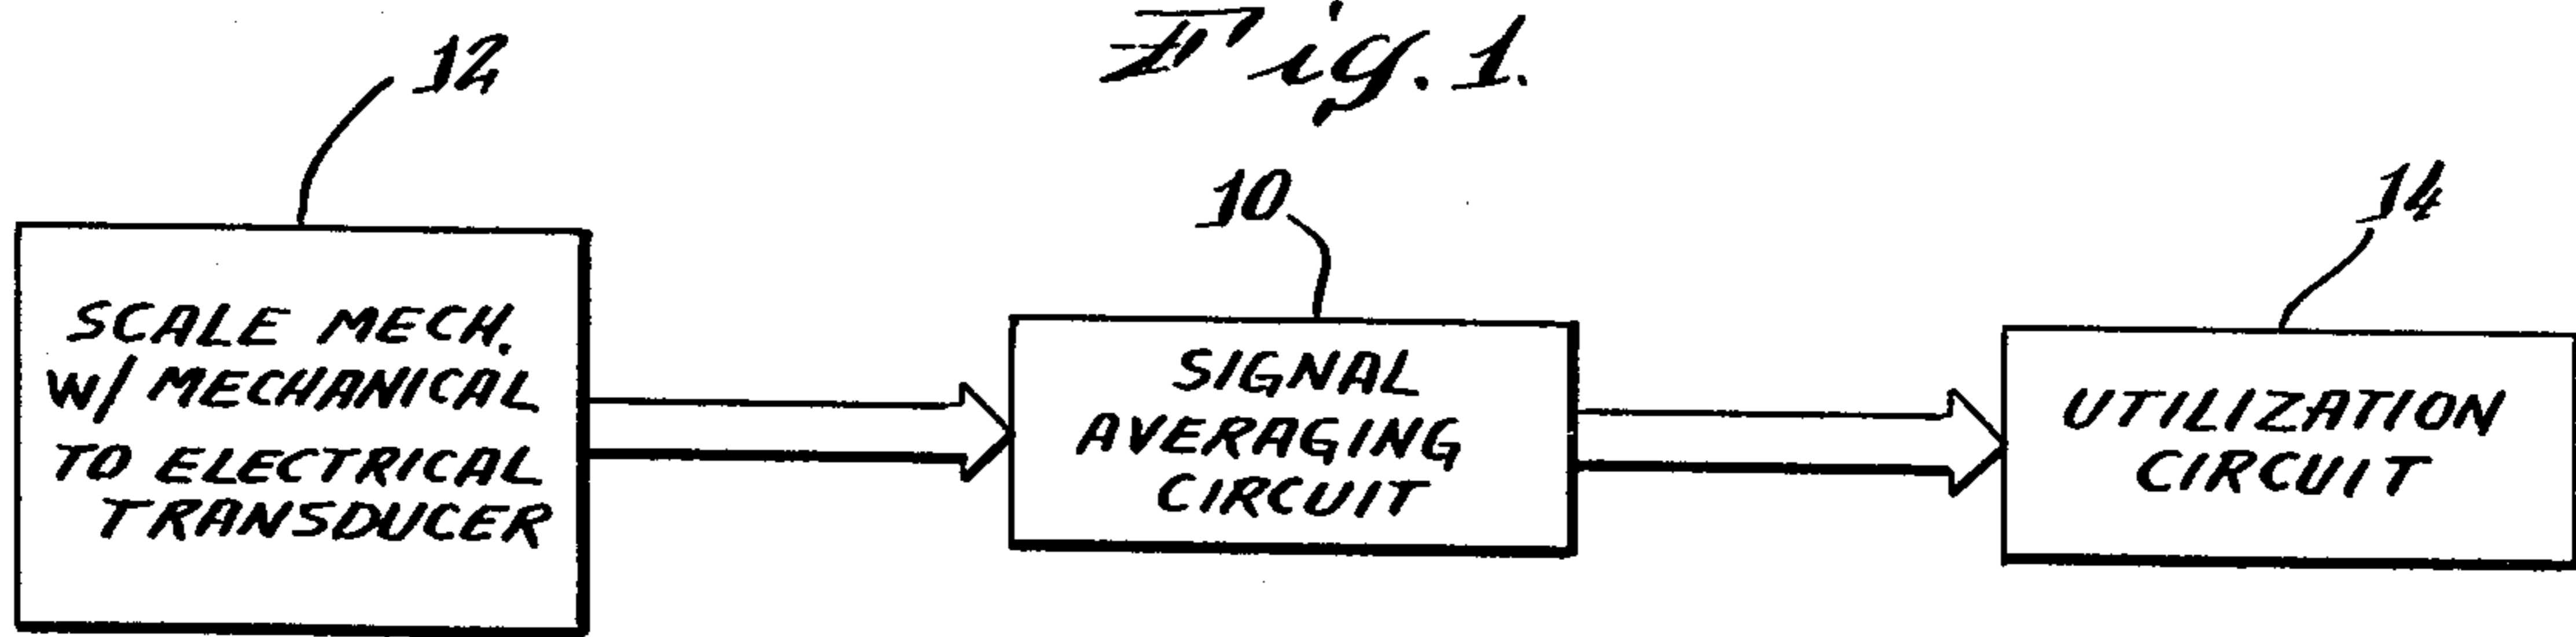 Fig. 1.
12
10
14
SCALE MECH.
W/ MECHANICAL
TO ELECTRICAL
TRANSDUCER
SIGNAL
AVERAGING
CIRCUIT
UTILIZATION
CIRCUIT